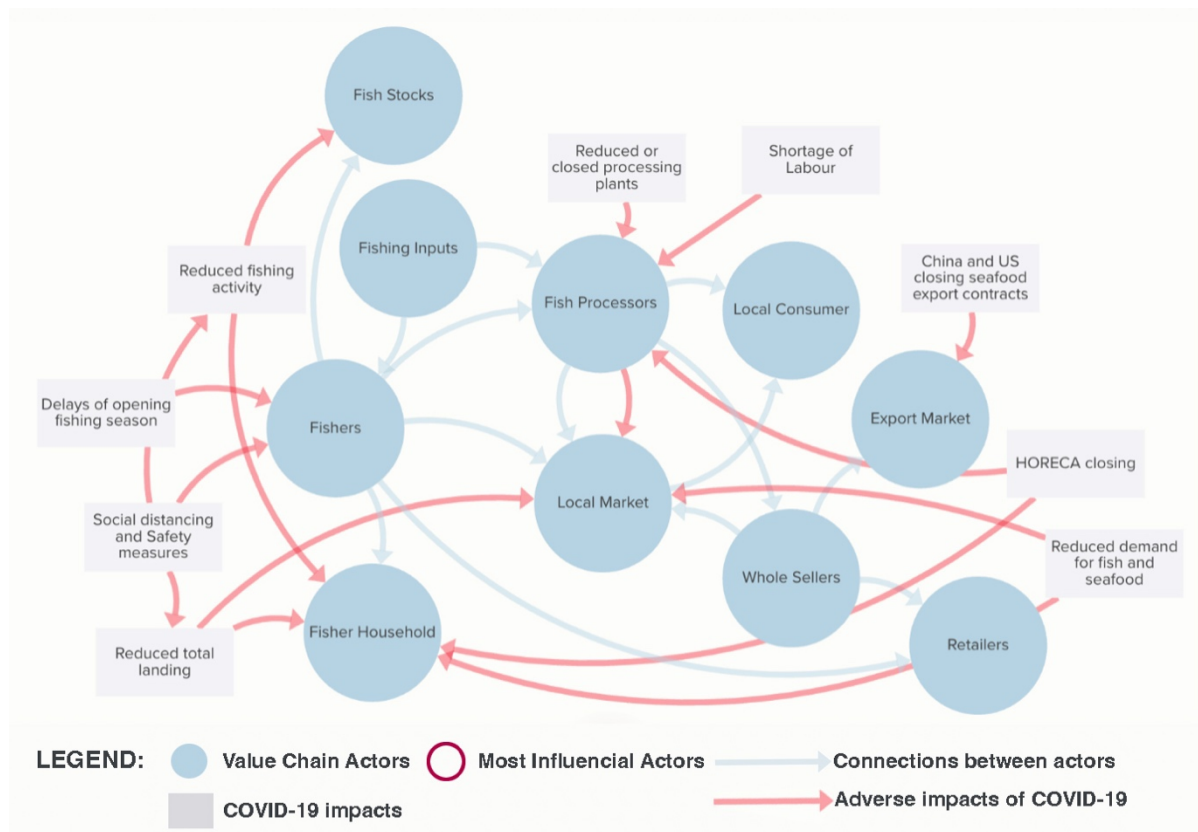 Fish Stocks
Reduced or
closed processing
plants
Shortage of
Labour
Fishing Inputs
Reduced fishing
activity
Fish Processors
Local Consumer
China and US
closing seafood
export contracts
Delays of opening
fishing season
Fishers
Export Market
HORECA closing
Local Market
Social distancing
and Safety
measures
Whole Sellers
Reduced demand
for fish and
seafood
Reduced total
landing
Fisher Household
Retailers
LEGEND:
Value Chain Actors
Most Influencial Actors
Connections between actors
COVID-19 impacts
Adverse impacts of COVID-19